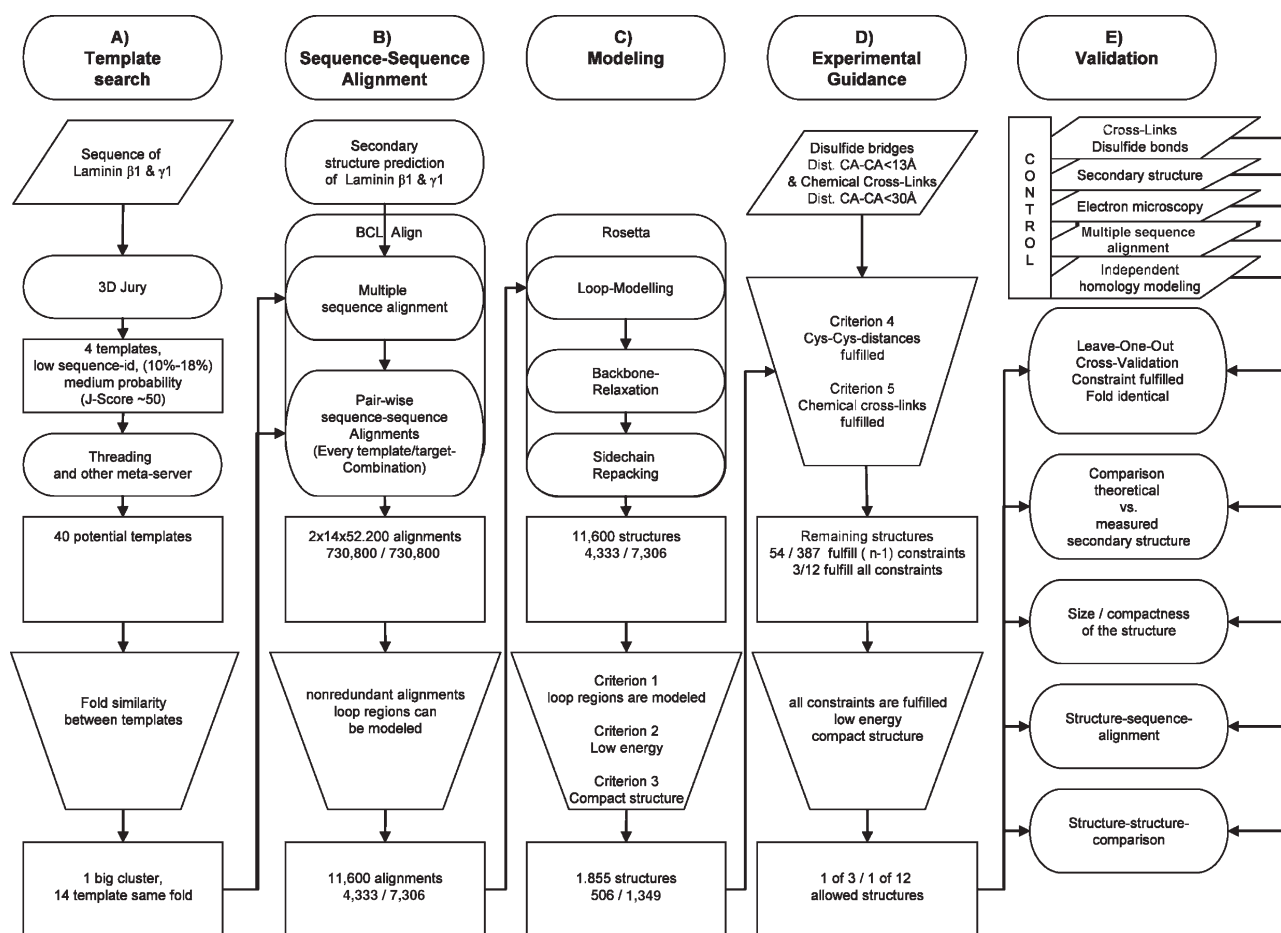 A)
Template
search
Sequence of
Laminin β1 & γ1
3D Jury
4 templates,
low sequence-id, (10%-18%)
medium probability
(J-Score ~50)
Threading
and other meta-server
40 potential templates
Fold similarity
between templates
1 big cluster,
14 template same fold
B)
Sequence-Sequence
Alignment
Secondary
structure prediction
of Laminin β1 & γ1
BCL Align
Multiple
sequence alignment
Pair-wise
sequence-sequence
Alignments
(Every template/target-
Combination)
2x14x52.200 alignments
730,800 / 730,800
nonredundant alignments
loop regions can
be modeled
11,600 alignments
4,333 / 7,306
C)
Modeling
Rosetta
Loop-Modelling
Backbone-
Relaxation
Sidechain
Repacking
11,600 structures
4,333 / 7,306
Criterion 1
loop regions are modeled
Criterion 2
Low energy
Criterion 3
Compact structure
1.855 structures
506 / 1,349
D)
Experimental
Guidance
Disulfide bridges
Dist. CA-CA<13Å
& Chemical Cross-Links
Dist. CA-CA<30Å
Criterion 4
Cys-Cys-distances
fulfilled
Criterion 5
Chemical cross-links
fulfilled
Remaining structures
54 / 387 fulfill ( n-1) constraints
3/12 fulfill all constraints
all constraints are fulfilled
low energy
compact structure
1 of 3 / 1 of 12
allowed structures
E)
Validation
CONTROL
Cross-Links
Disulfide bonds
Secondary structure
Electron microscopy
Multiple sequence
alignment
Independent
homology modeling
Leave-One-Out
Cross-Validation
Constraint fulfilled
Fold identical
Comparison
theoretical
vs.
measured
secondary structure
Size / compactness
of the structure
Structure-sequence-
alignment
Structure-structure-
comparison